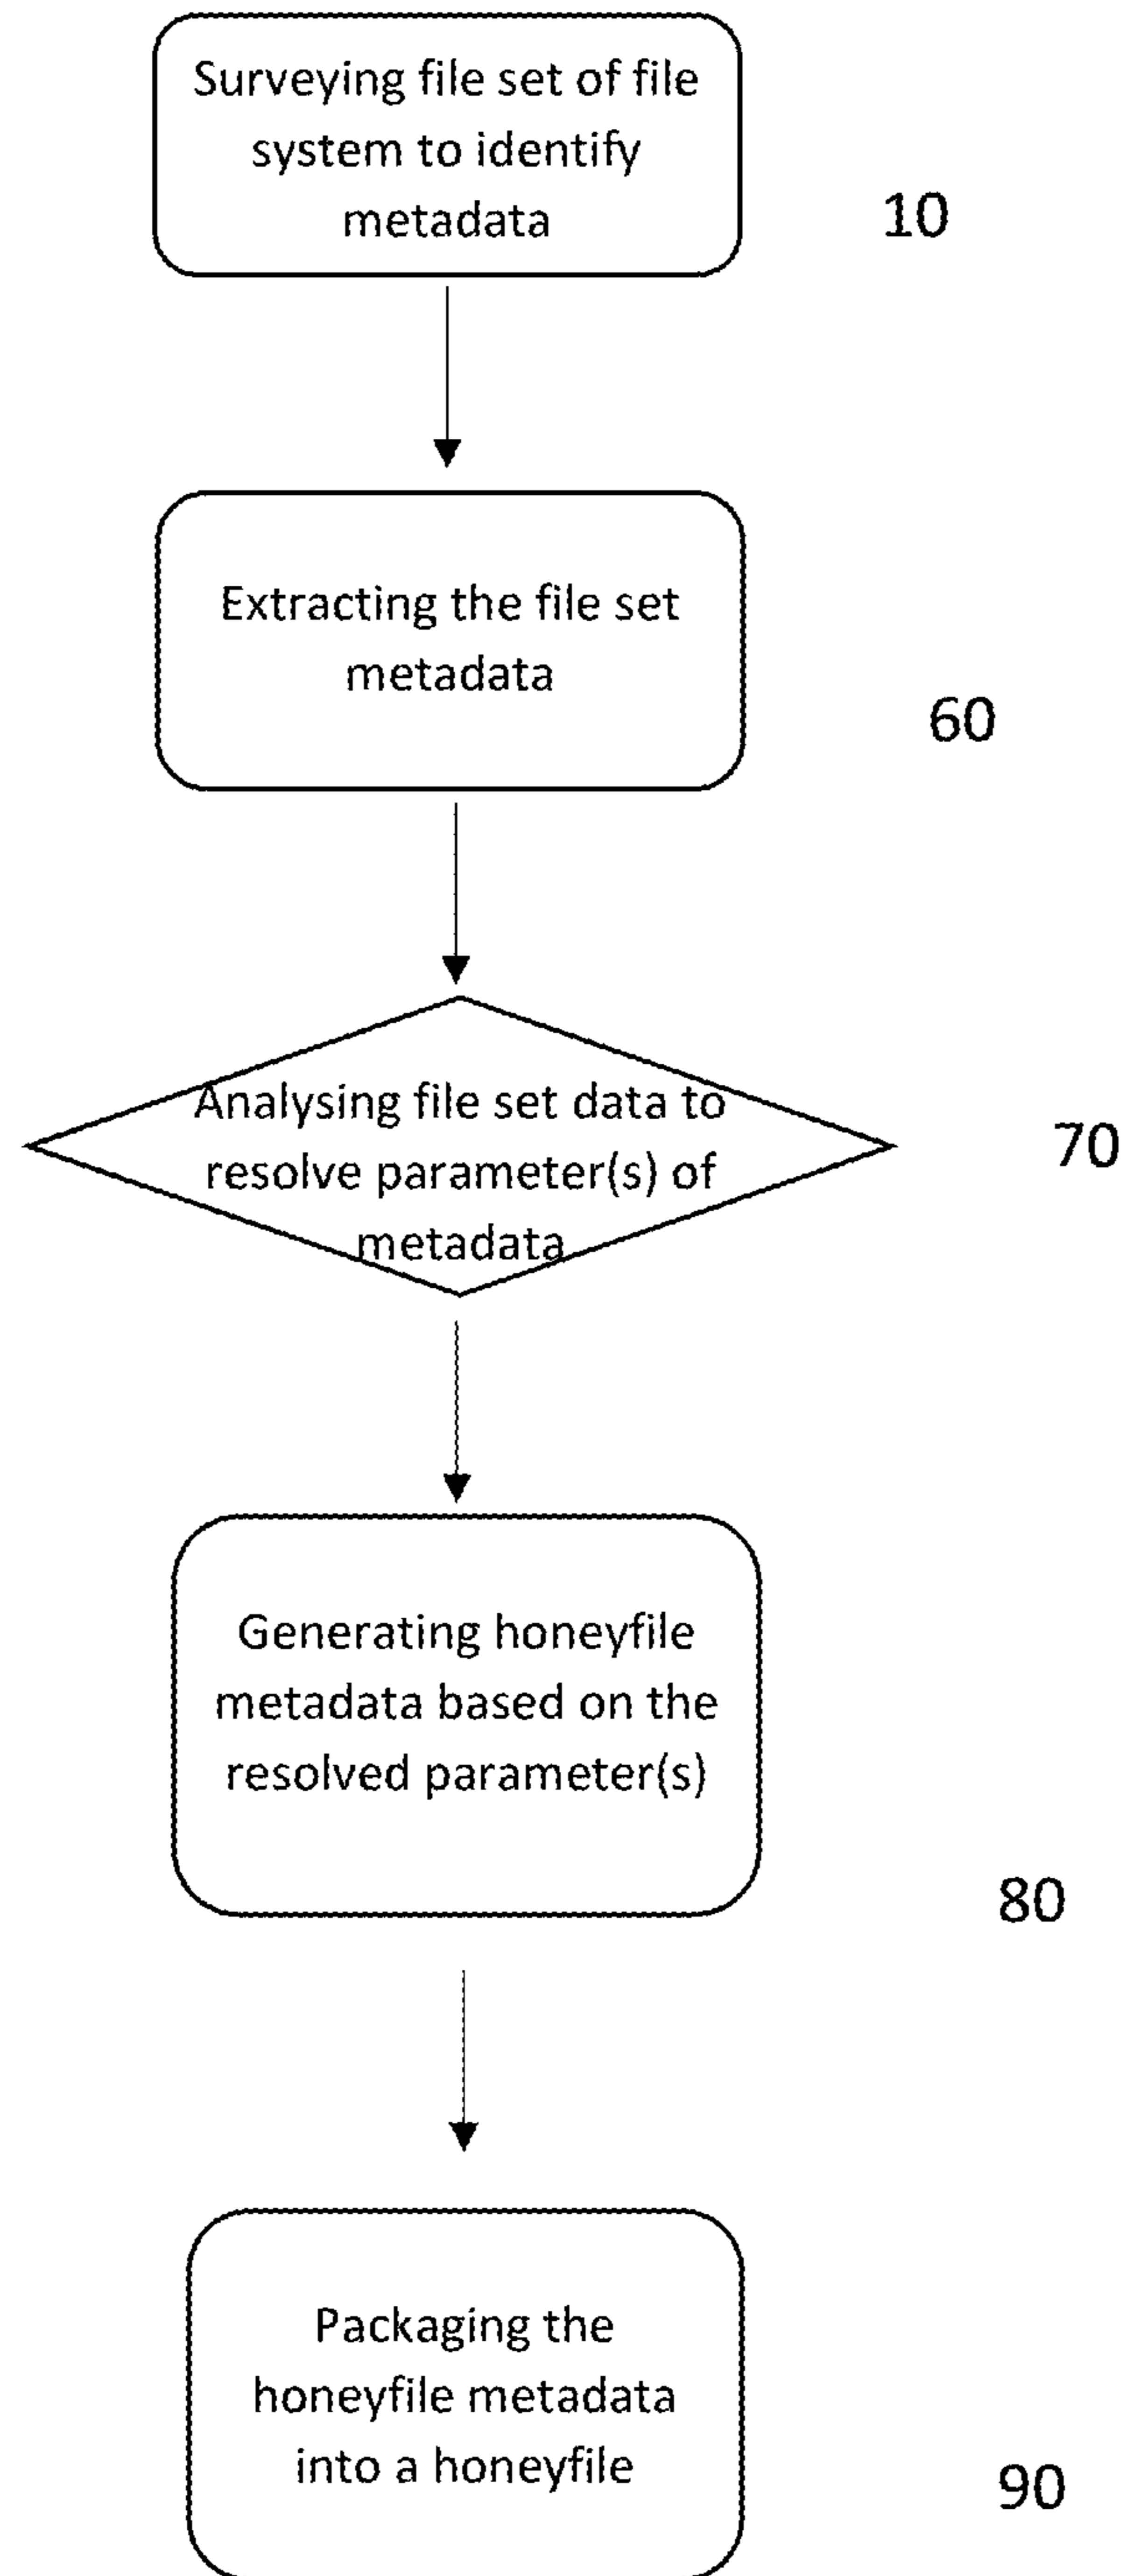 Surveying file set of file
system to identify
metadata
10
Extracting the file set
metadata
60
Analysing file set data to
resolve parameter(s) of
metadata
70
Generating honeyfile
metadata based on the
resolved parameter(s)
80
Packaging the
honeyfile metadata
into a honeyfile
90